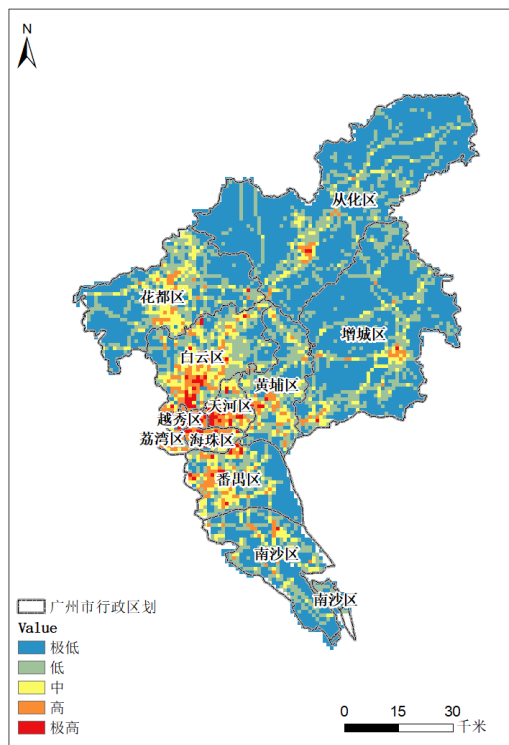 N
从化区
花都区
增城区
白云区
黄埔区
天河区
越秀区
荔湾区
海珠区
番禺区
南沙区
南沙区
广州市行政区划
Value
极低
低
中
高
极高
0 15 30
千米